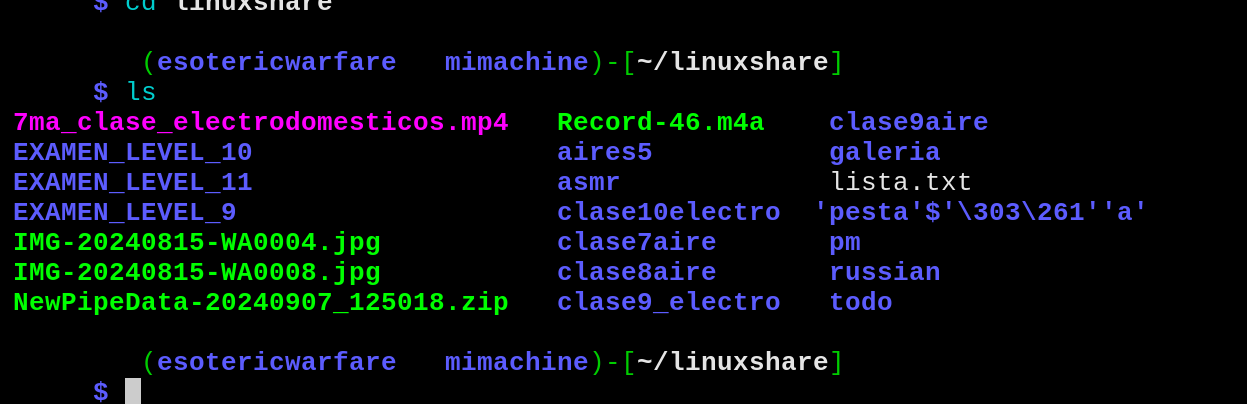 $ cd linuxshare
(esotericwarfare mimachine)-[~/linuxshare]
$ ls
7ma_clase_electrodomesticos.mp4 Record-46.m4a clase9aire
EXAMEN_LEVEL_10 aires5 galeria
EXAMEN_LEVEL_11 asmr lista.txt
EXAMEN_LEVEL_9 clase10electro 'pesta'$'\303\261''a'
IMG-20240815-WA0004.jpg clase7aire pm
IMG-20240815-WA0008.jpg clase8aire russian
NewPipeData-20240907_125018.zip clase9_electro todo
(esotericwarfare mimachine)-[~/linuxshare]
$